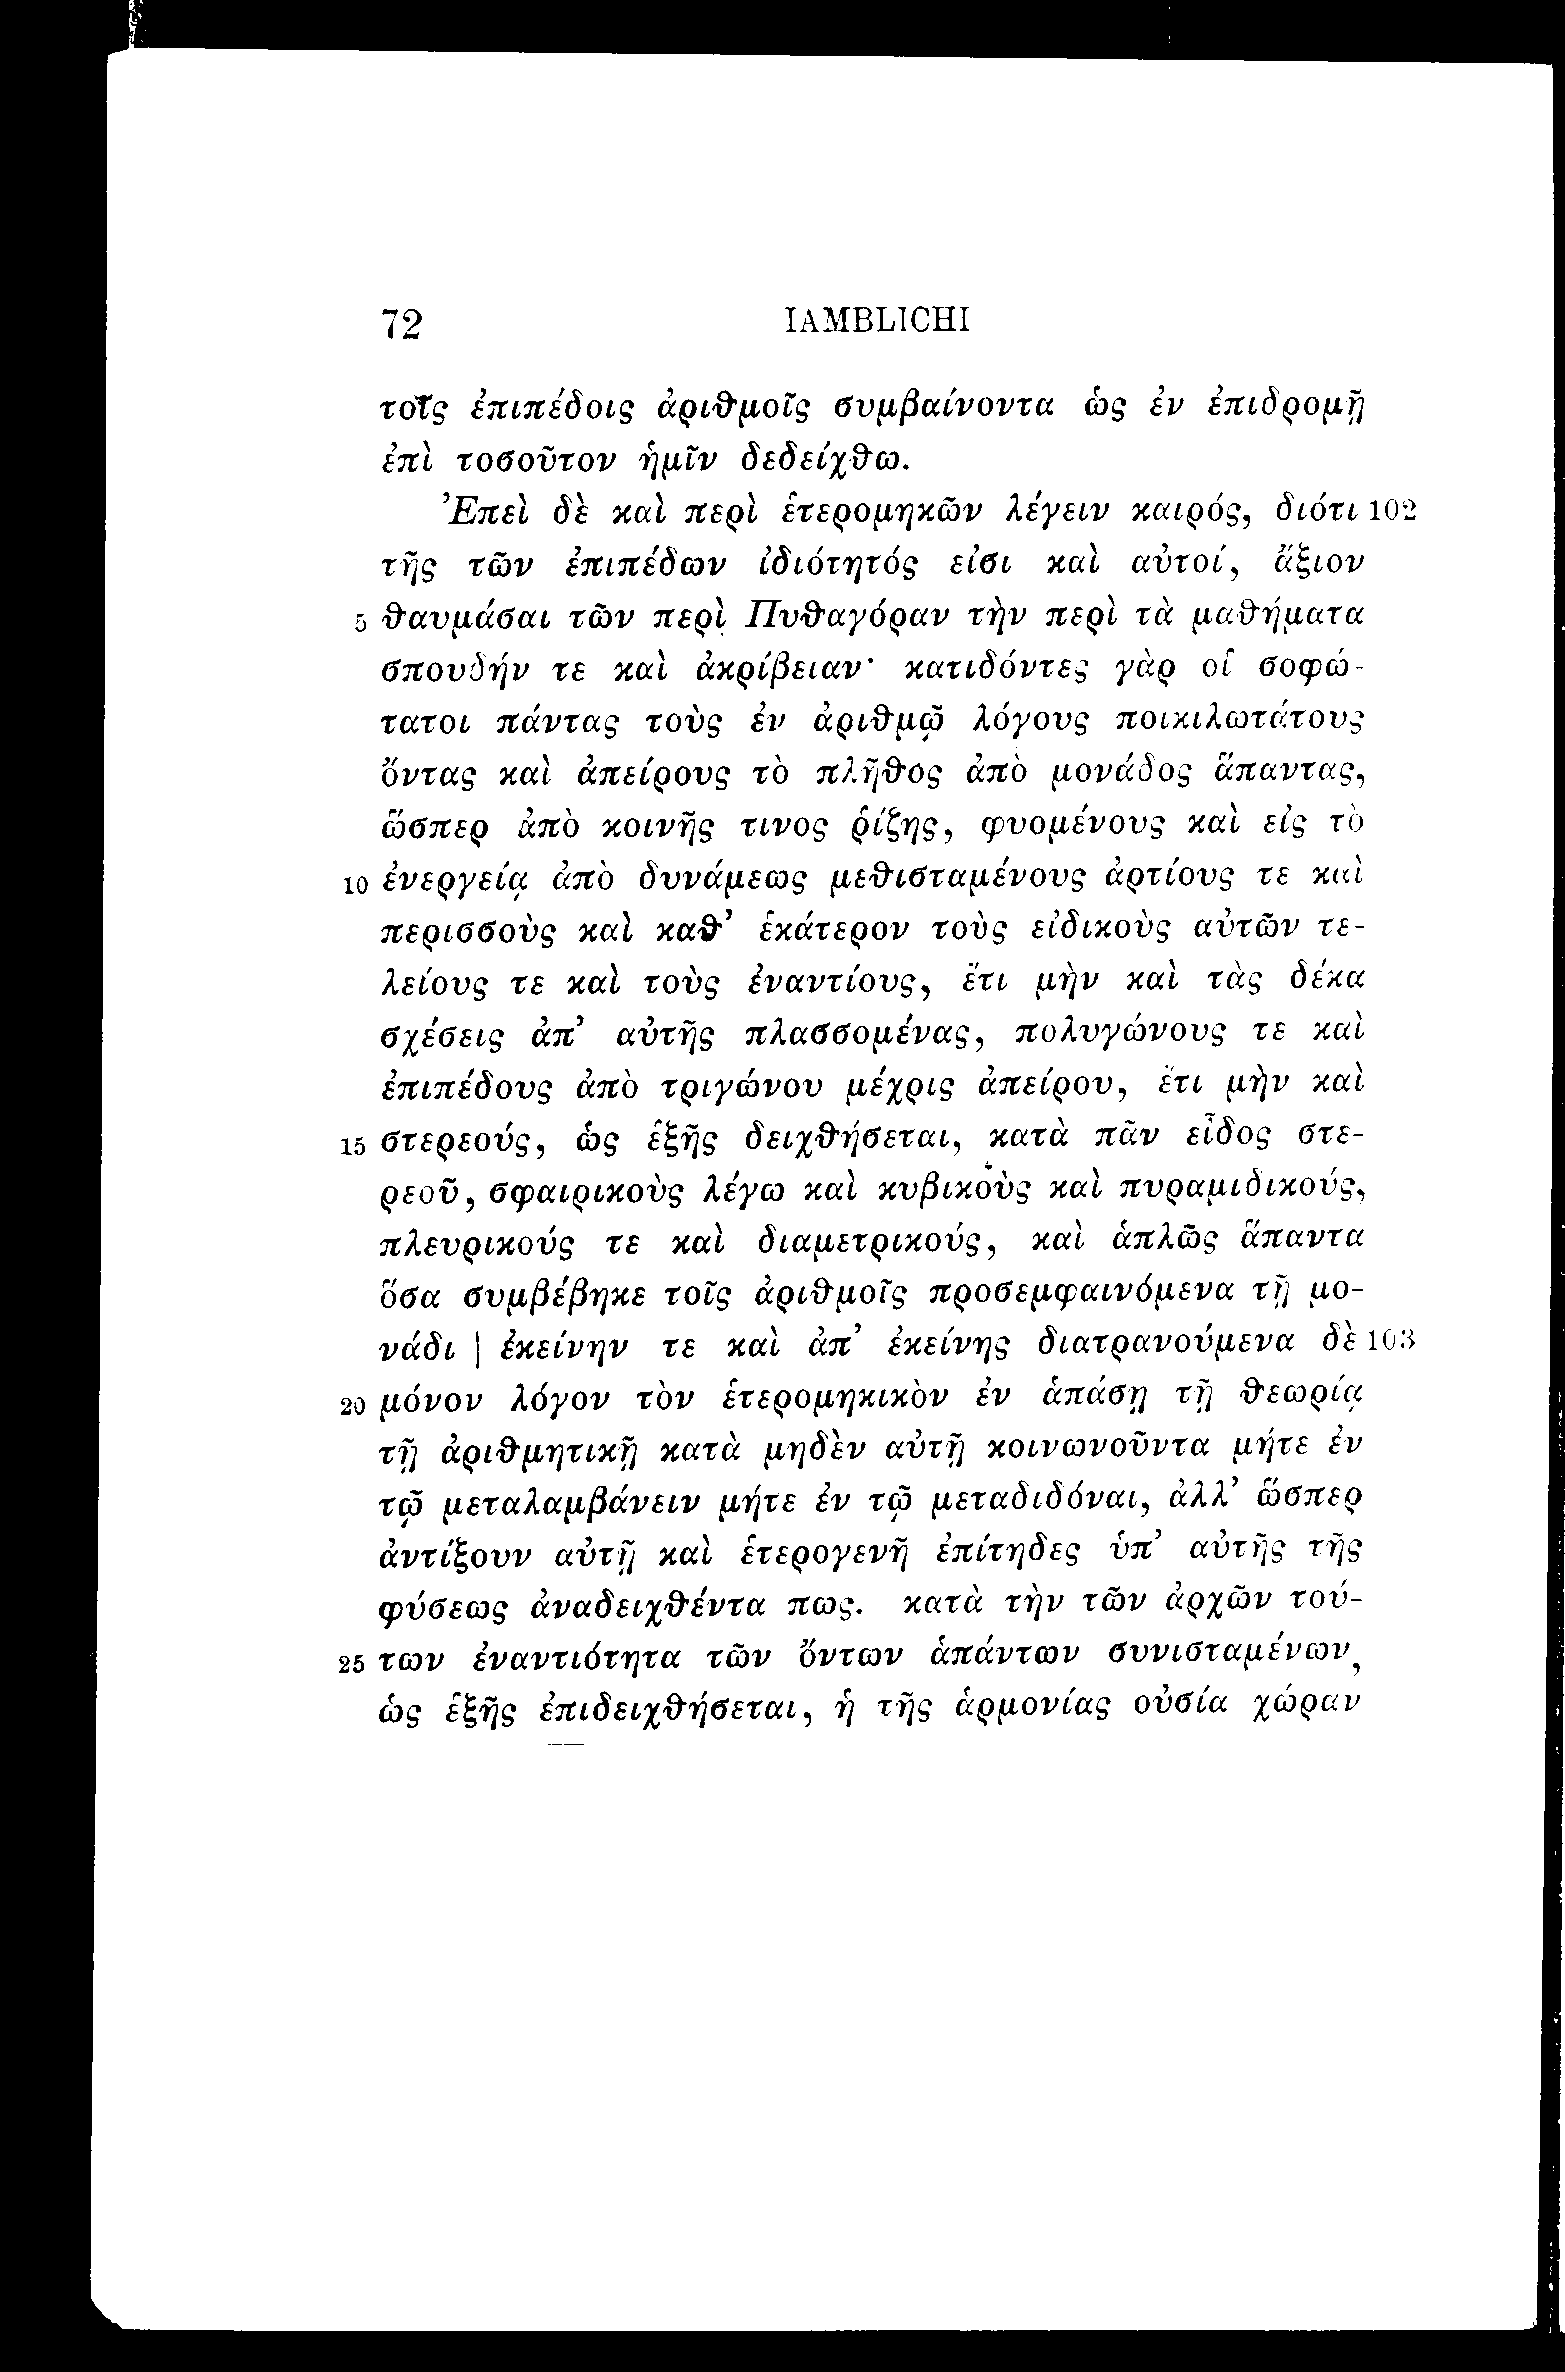 72 IAMBLICHI
τοῖς ἐπιπέδοις ἀριθμοῖς συμβαίνοντα ὡς ἐν ἐπιδρομῇ
ἐπὶ τοσοῦτον ἡμῖν δεδείχθω.
Ἐπεὶ δὲ καὶ περὶ ἑτερομηκῶν λέγειν καιρός, διότι 102
τῆς τῶν ἐπιπέδων ἰδιότητός εἰσι καὶ αὐτοί, ἄξιον
5 θαυμάσαι τῶν περὶ Πυθαγόραν τὴν περὶ τὰ μαθήματα
σπουδήν τε καὶ ἀκρίβειαν· κατιδόντες γὰρ οἱ σοφώ-
τατοι πάντας τοὺς ἐν ἀριθμῷ λόγους ποικιλωτάτους
ὄντας καὶ ἀπείρους τὸ πλῆθος ἀπὸ μονάδος ἅπαντας,
ὥσπερ ἀπὸ κοινῆς τινος ῥίζης, φυομένους καὶ εἰς τὸ
10 ἐνεργείᾳ ἀπὸ δυνάμεως μεθισταμένους ἀρτίους τε καὶ
περισσοὺς καὶ καθ’ ἑκάτερον τοὺς εἰδικοὺς αὐτῶν τε-
λείους τε καὶ τοὺς ἐναντίους, ἔτι μὴν καὶ τὰς δέκα
σχέσεις ἀπ’ αὐτῆς πλασσομένας, πολυγώνους τε καὶ
ἐπιπέδους ἀπὸ τριγώνου μέχρις ἀπείρου, ἔτι μὴν καὶ
15 στερεούς, ὡς ἑξῆς δειχθήσεται, κατὰ πᾶν εἶδος στε-
ρεοῦ, σφαιρικοὺς λέγω καὶ κυβικοὺς καὶ πυραμιδικούς,
πλευρικούς τε καὶ διαμετρικούς, καὶ ἁπλῶς ἅπαντα
ὅσα συμβέβηκε τοῖς ἀριθμοῖς προσεμφαινόμενα τῇ μο-
νάδι | ἐκείνην τε καὶ ἀπ’ ἐκείνης διατρανούμενα δὲ 103
20 μόνον λόγον τὸν ἑτερομηκικὸν ἐν ἁπάσῃ τῇ θεωρίᾳ
τῇ ἀριθμητικῇ κατὰ μηδὲν αὐτῇ κοινωνοῦντα μήτε ἐν
τῷ μεταλαμβάνειν μήτε ἐν τῷ μεταδιδόναι, ἀλλ’ ὥσπερ
ἀντίξουν αὐτῇ καὶ ἑτερογενῆ ἐπίτηδες ὑπ’ αὐτῆς τῆς
φύσεως ἀναδειχθέντα πως. κατὰ τὴν τῶν ἀρχῶν τού-
25 των ἐναντιότητα τῶν ὄντων ἁπάντων συνισταμένων,
ὡς ἑξῆς ἐπιδειχθήσεται, ἡ τῆς ἁρμονίας οὐσία χώραν